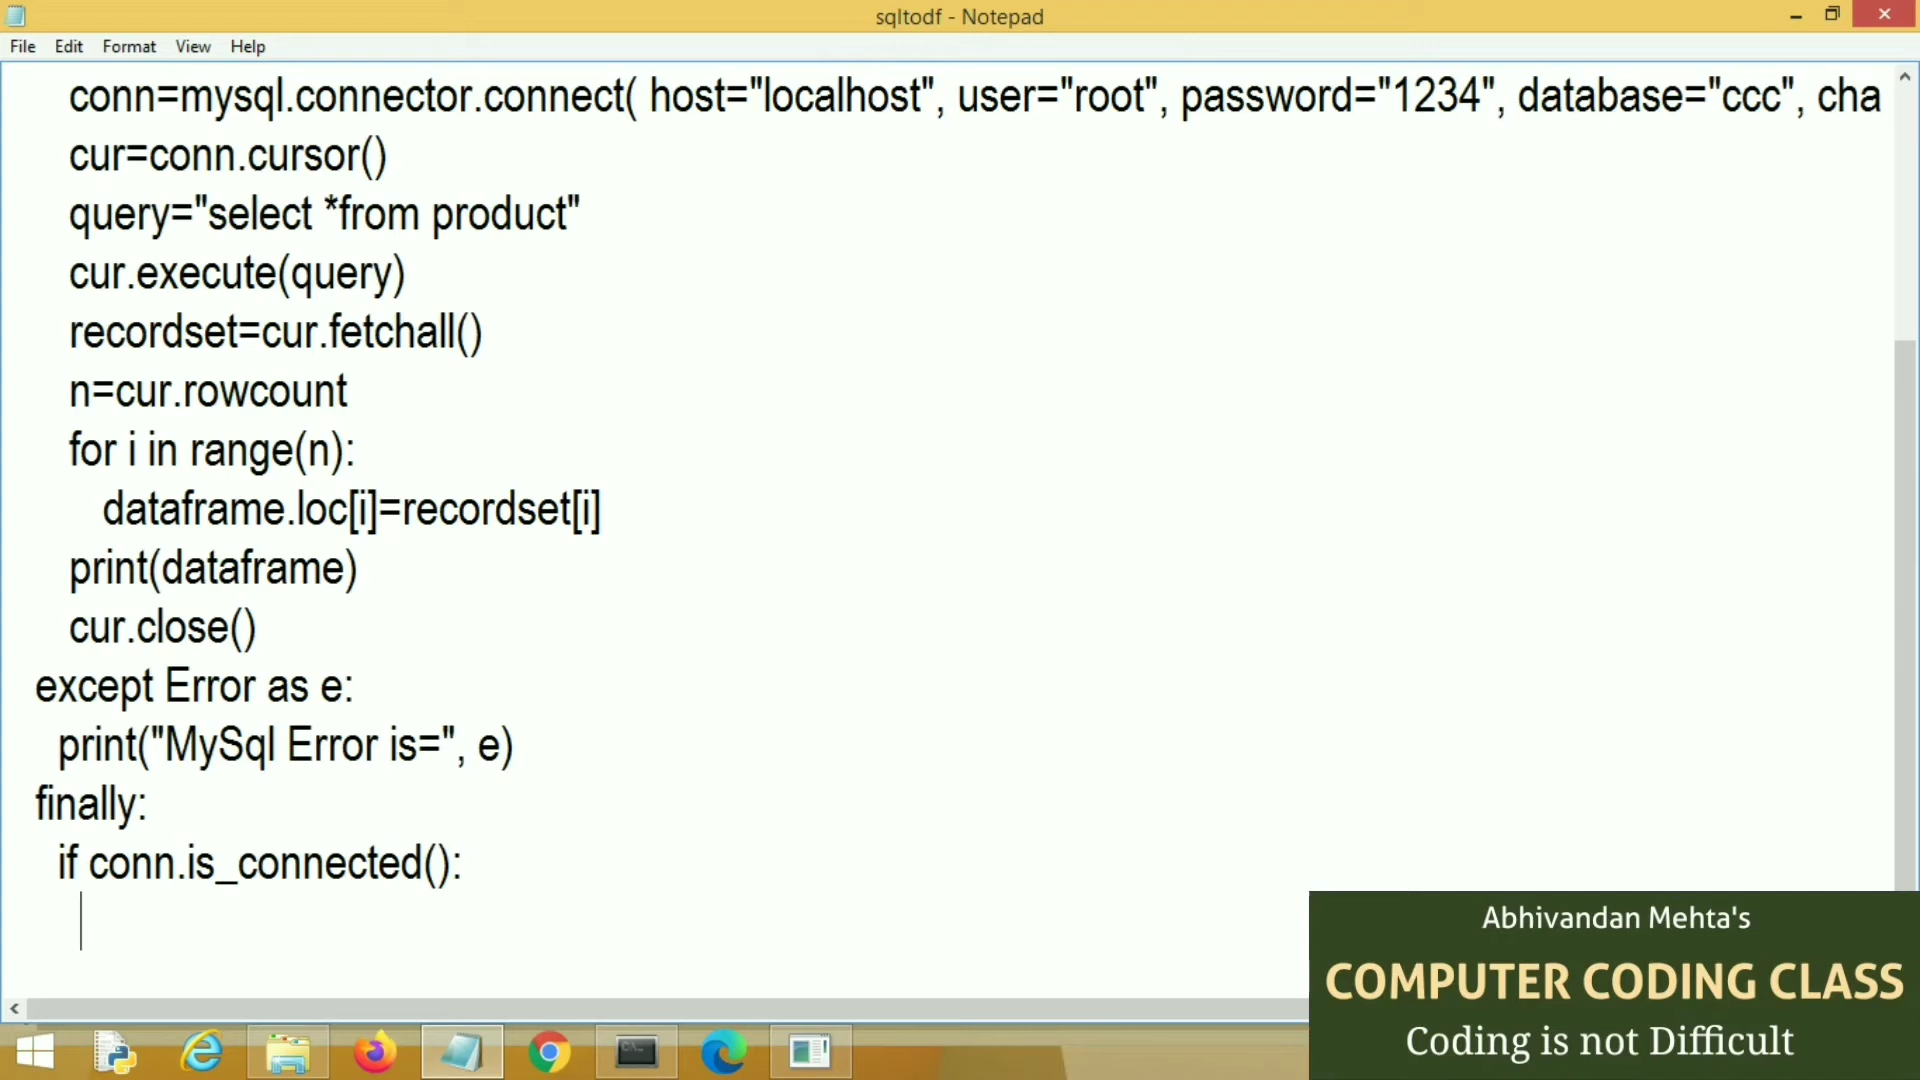 sqltodf - Notepad
File Edit Format View Help
conn=mysql.connector.connect( host="localhost", user="root", password="1234", database="ccc", cha
cur=conn.cursor()
query="select *from product"
cur.execute(query)
recordset=cur.fetchall()
n=cur.rowcount
for i in range(n):
dataframe.loc[i]=recordset[i]
print(dataframe)
cur.close()
except Error as e:
print("MySql Error is=", e)
finally:
if conn.is_connected():
Abhivandan Mehta's
COMPUTER CODING CLASS
Coding is not Difficult